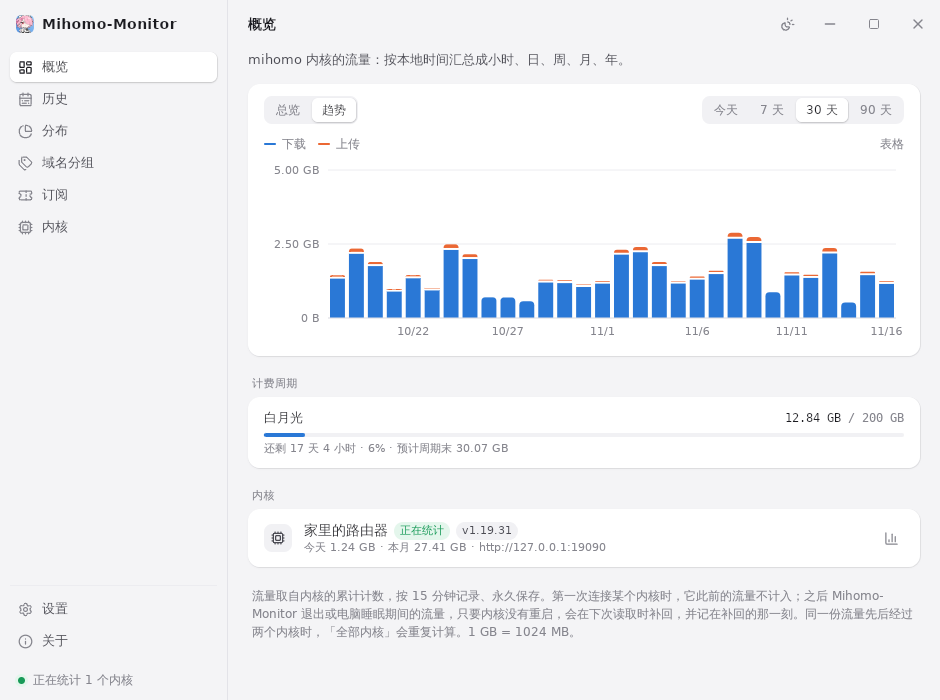 Mihomo-Monitor
概览
历史
分布
域名分组
订阅
内核
设置
关于
正在统计 1 个内核
概览
mihomo 内核的流量：按本地时间汇总成小时、日、周、月、年。
总览 趋势
今天 7 天 30 天 90 天
下载 上传
表格
5.00 GB
2.50 GB
0 B
10/22 10/27 11/1 11/6 11/11 11/16
计费周期
白月光
12.84 GB / 200 GB
还剩 17 天 4 小时 · 6% · 预计周期末 30.07 GB
内核
家里的路由器 正在统计 v1.19.31
今天 1.24 GB · 本月 27.41 GB · http://127.0.0.1:19090
流量取自内核的累计计数，按 15 分钟记录、永久保存。第一次连接某个内核时，它此前的流量不计入；之后 Mihomo-
Monitor 退出或电脑睡眠期间的流量，只要内核没有重启，会在下次读取时补回，并记在补回的那一刻。同一份流量先后经过
两个内核时，「全部内核」会重复计算。1 GB = 1024 MB。